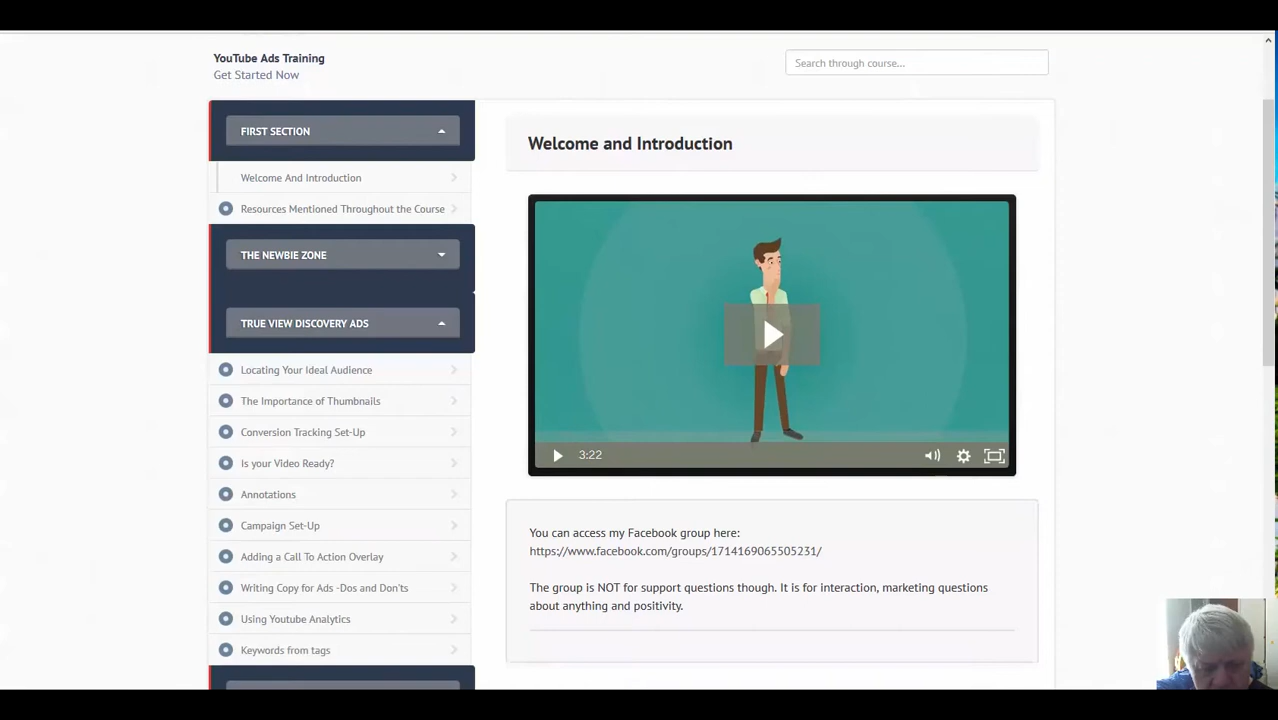 YouTube Ads Training
Get Started Now
Search through course...
FIRST SECTION
Welcome And Introduction
Resources Mentioned Throughout the Course
THE NEWBIE ZONE
TRUE VIEW DISCOVERY ADS
Locating Your Ideal Audience
The Importance of Thumbnails
Conversion Tracking Set-Up
Is your Video Ready?
Annotations
Campaign Set-Up
Adding a Call To Action Overlay
Writing Copy for Ads -Dos and Don'ts
Using Youtube Analytics
Keywords from tags
Welcome and Introduction
3:22
You can access my Facebook group here:
https://www.facebook.com/groups/1714169065505231/
The group is NOT for support questions though. It is for interaction, marketing questions
about anything and positivity.